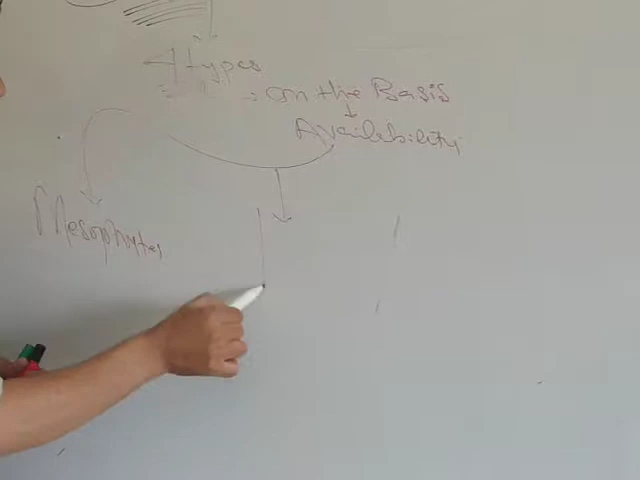 4 types
on the Basis
Availability
Mesophytes